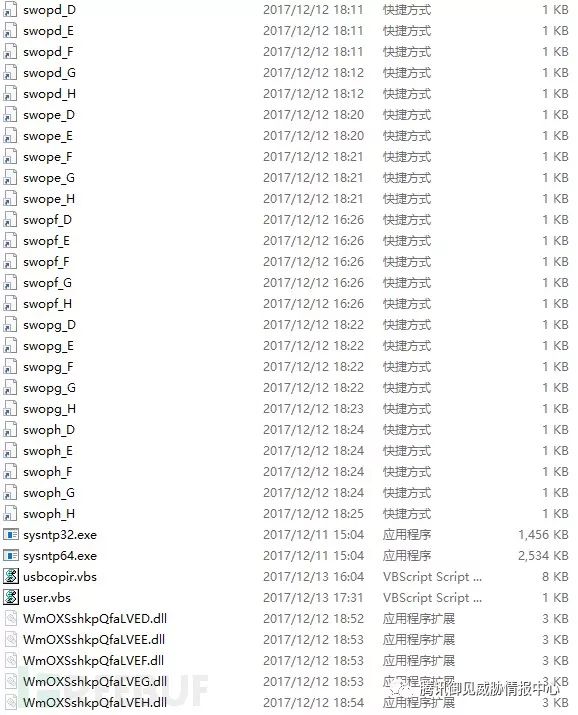 swopd_D 2017/12/12 18:11 快捷方式 1 KB
swopd_E 2017/12/12 18:11 快捷方式 1 KB
swopd_F 2017/12/12 18:11 快捷方式 1 KB
swopd_G 2017/12/12 18:12 快捷方式 1 KB
swopd_H 2017/12/12 18:12 快捷方式 1 KB
swope_D 2017/12/12 18:20 快捷方式 1 KB
swope_E 2017/12/12 18:20 快捷方式 1 KB
swope_F 2017/12/12 18:21 快捷方式 1 KB
swope_G 2017/12/12 18:21 快捷方式 1 KB
swope_H 2017/12/12 18:21 快捷方式 1 KB
swopf_D 2017/12/12 16:26 快捷方式 1 KB
swopf_E 2017/12/12 16:26 快捷方式 1 KB
swopf_F 2017/12/12 16:26 快捷方式 1 KB
swopf_G 2017/12/12 16:26 快捷方式 1 KB
swopf_H 2017/12/12 16:26 快捷方式 1 KB
swopg_D 2017/12/12 18:22 快捷方式 1 KB
swopg_E 2017/12/12 18:22 快捷方式 1 KB
swopg_F 2017/12/12 18:22 快捷方式 1 KB
swopg_G 2017/12/12 18:22 快捷方式 1 KB
swopg_H 2017/12/12 18:23 快捷方式 1 KB
swoph_D 2017/12/12 18:24 快捷方式 1 KB
swoph_E 2017/12/12 18:24 快捷方式 1 KB
swoph_F 2017/12/12 18:24 快捷方式 1 KB
swoph_G 2017/12/12 18:24 快捷方式 1 KB
swoph_H 2017/12/12 18:25 快捷方式 1 KB
sysntp32.exe 2017/12/11 15:04 应用程序 1,456 KB
sysntp64.exe 2017/12/11 15:04 应用程序 2,534 KB
usbcopir.vbs 2017/12/13 16:04 VBScript Script ... 8 KB
user.vbs 2017/12/13 17:31 VBScript Script ... 1 KB
WmOXSshkpQfaLVED.dll 2017/12/12 18:52 应用程序扩展 3 KB
WmOXSshkpQfaLVEE.dll 2017/12/12 18:53 应用程序扩展 3 KB
WmOXSshkpQfaLVEF.dll 2017/12/12 18:53 应用程序扩展 3 KB
WmOXSshkpQfaLVEG.dll 2017/12/12 18:53 应用程序扩展 3 KB
WmOXSshkpQfaLVEH.dll 2017/12/12 18:54 应用程序扩展 3 KB
REEBUF
腾讯御见威胁情报中心